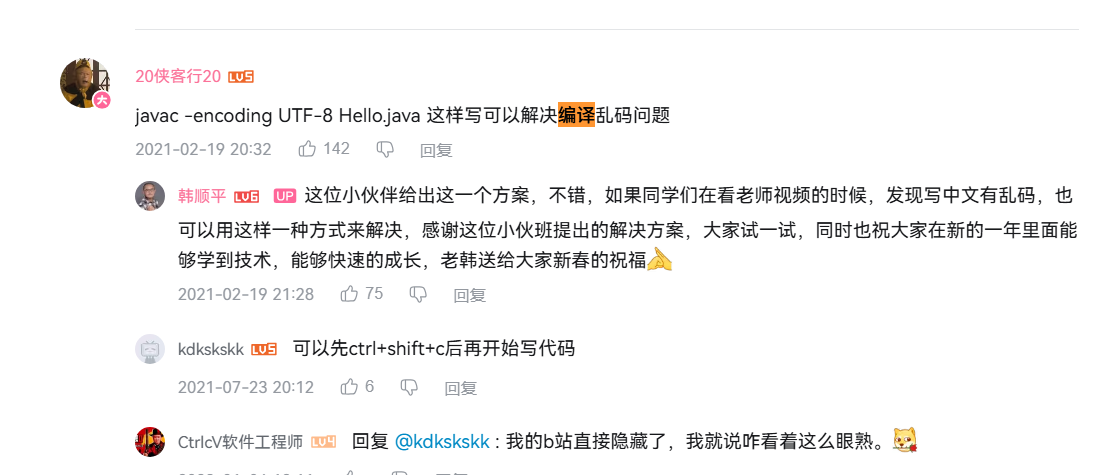 20侠客行20 LV5
javac -encoding UTF-8 Hello.java 这样写可以解决编译乱码问题
2021-02-19 20:32 142 回复
韩顺平 LV6 UP 这位小伙伴给出这一个方案，不错，如果同学们在看老师视频的时候，发现写中文有乱码，也
可以用这样一种方式来解决，感谢这位小伙班提出的解决方案，大家试一试，同时也祝大家在新的一年里面能
够学到技术，能够快速的成长，老韩送给大家新春的祝福
2021-02-19 21:28 75 回复
kdkskskk LV5 可以先ctrl+shift+c后再开始写代码
2021-07-23 20:12 6 回复
CtrlcV软件工程师 LV4 回复 @kdkskskk : 我的b站直接隐藏了，我就说咋看着这么眼熟。